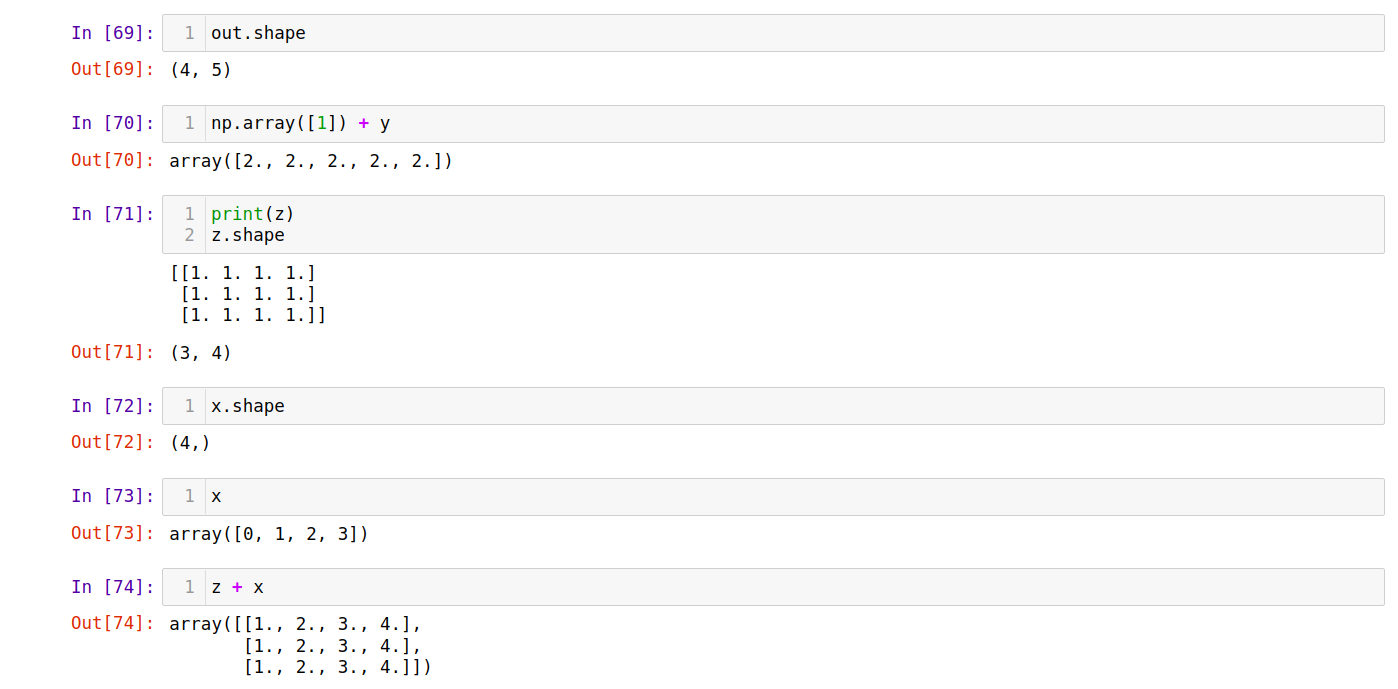 In [69]: 1 out.shape
Out[69]: (4, 5)
In [70]: 1 np.array([1]) + y
Out[70]: array([2., 2., 2., 2., 2.])
In [71]: 1 print(z)
2 z.shape
[[1. 1. 1. 1.]
 [1. 1. 1. 1.]
 [1. 1. 1. 1.]]
Out[71]: (3, 4)
In [72]: 1 x.shape
Out[72]: (4,)
In [73]: 1 x
Out[73]: array([0, 1, 2, 3])
In [74]: 1 z + x
Out[74]: array([[1., 2., 3., 4.],
       [1., 2., 3., 4.],
       [1., 2., 3., 4.]])